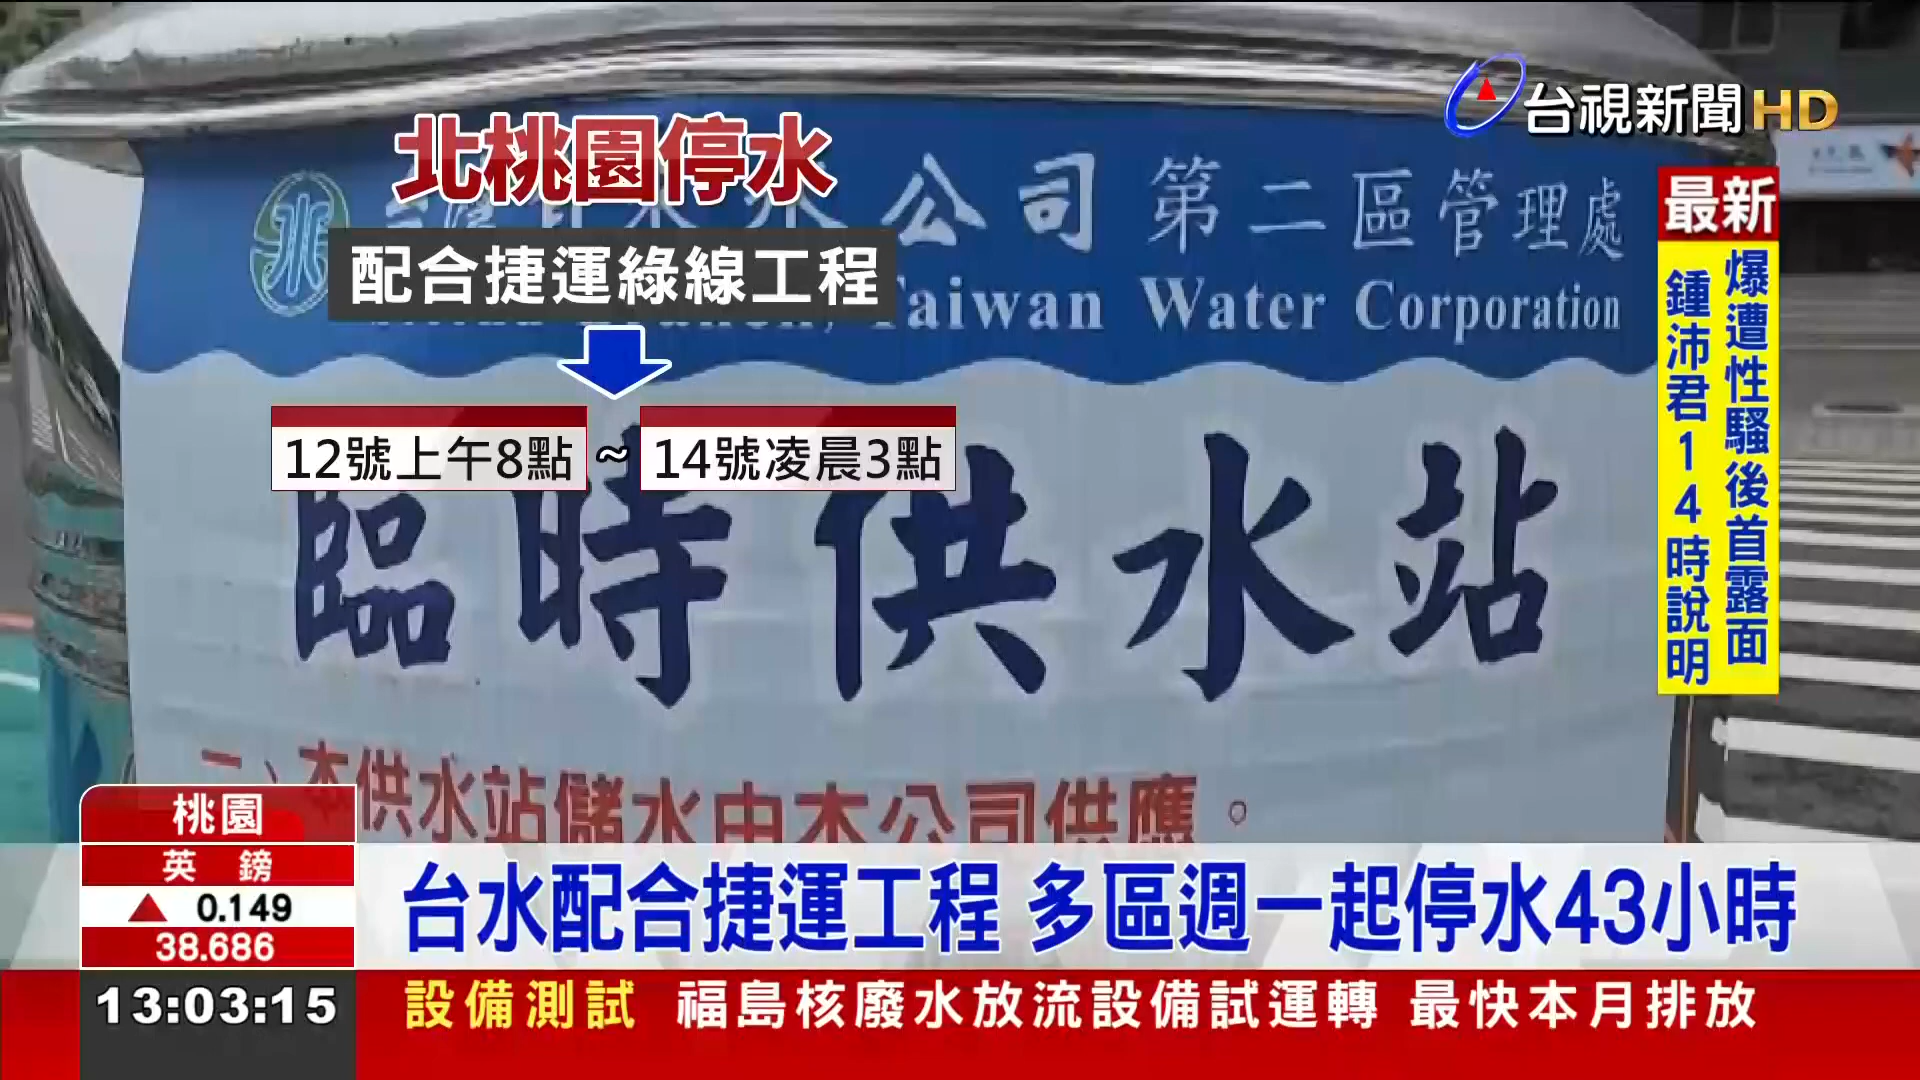 台視新聞HD
北桃園停水
公司 第二區管理處
配合捷運綠線工程
Taiwan Water Corporation
12號上午8點 ~ 14號凌晨3點
臨時供水站
一、本供水站儲水由本公司供應。
最新
爆遭性騷後首露面
鍾沛君14時說明
桃園
英鎊
▲ 0.149
38.686
台水配合捷運工程 多區週一起停水43小時
13:03:15
設備測試 福島核廢水放流設備試運轉 最快本月排放